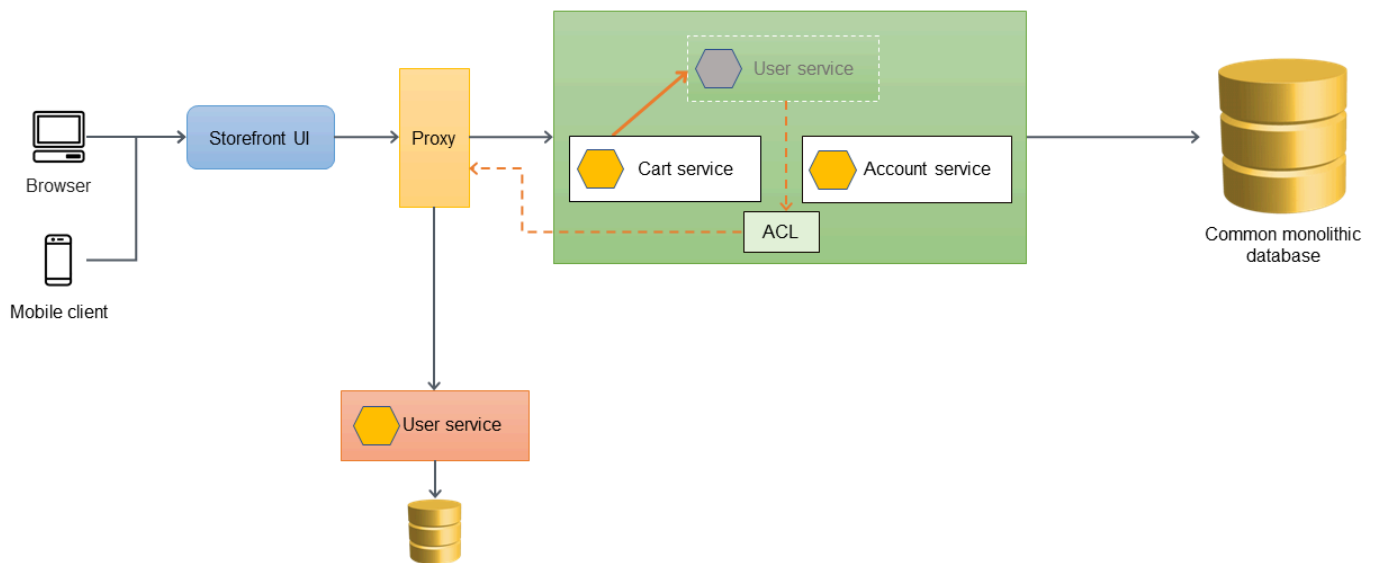 User service
Storefront UI
Proxy
Cart service
Account service
Browser
ACL
Common monolithic
database
Mobile client
User service